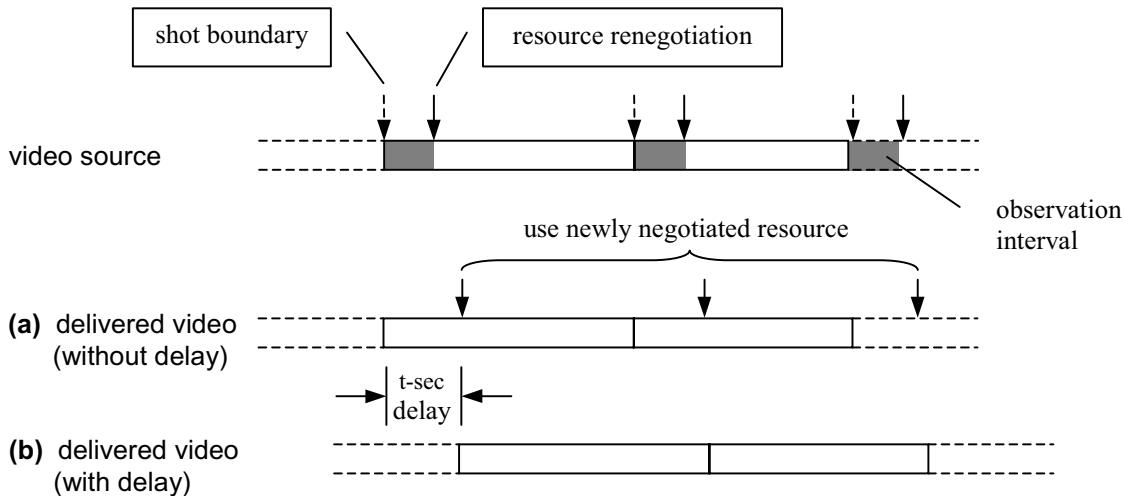 shot boundary
resource renegotiation
video source
observation
interval
use newly negotiated resource
(a) delivered video
(without delay)
t-sec
delay
(b) delivered video
(with delay)